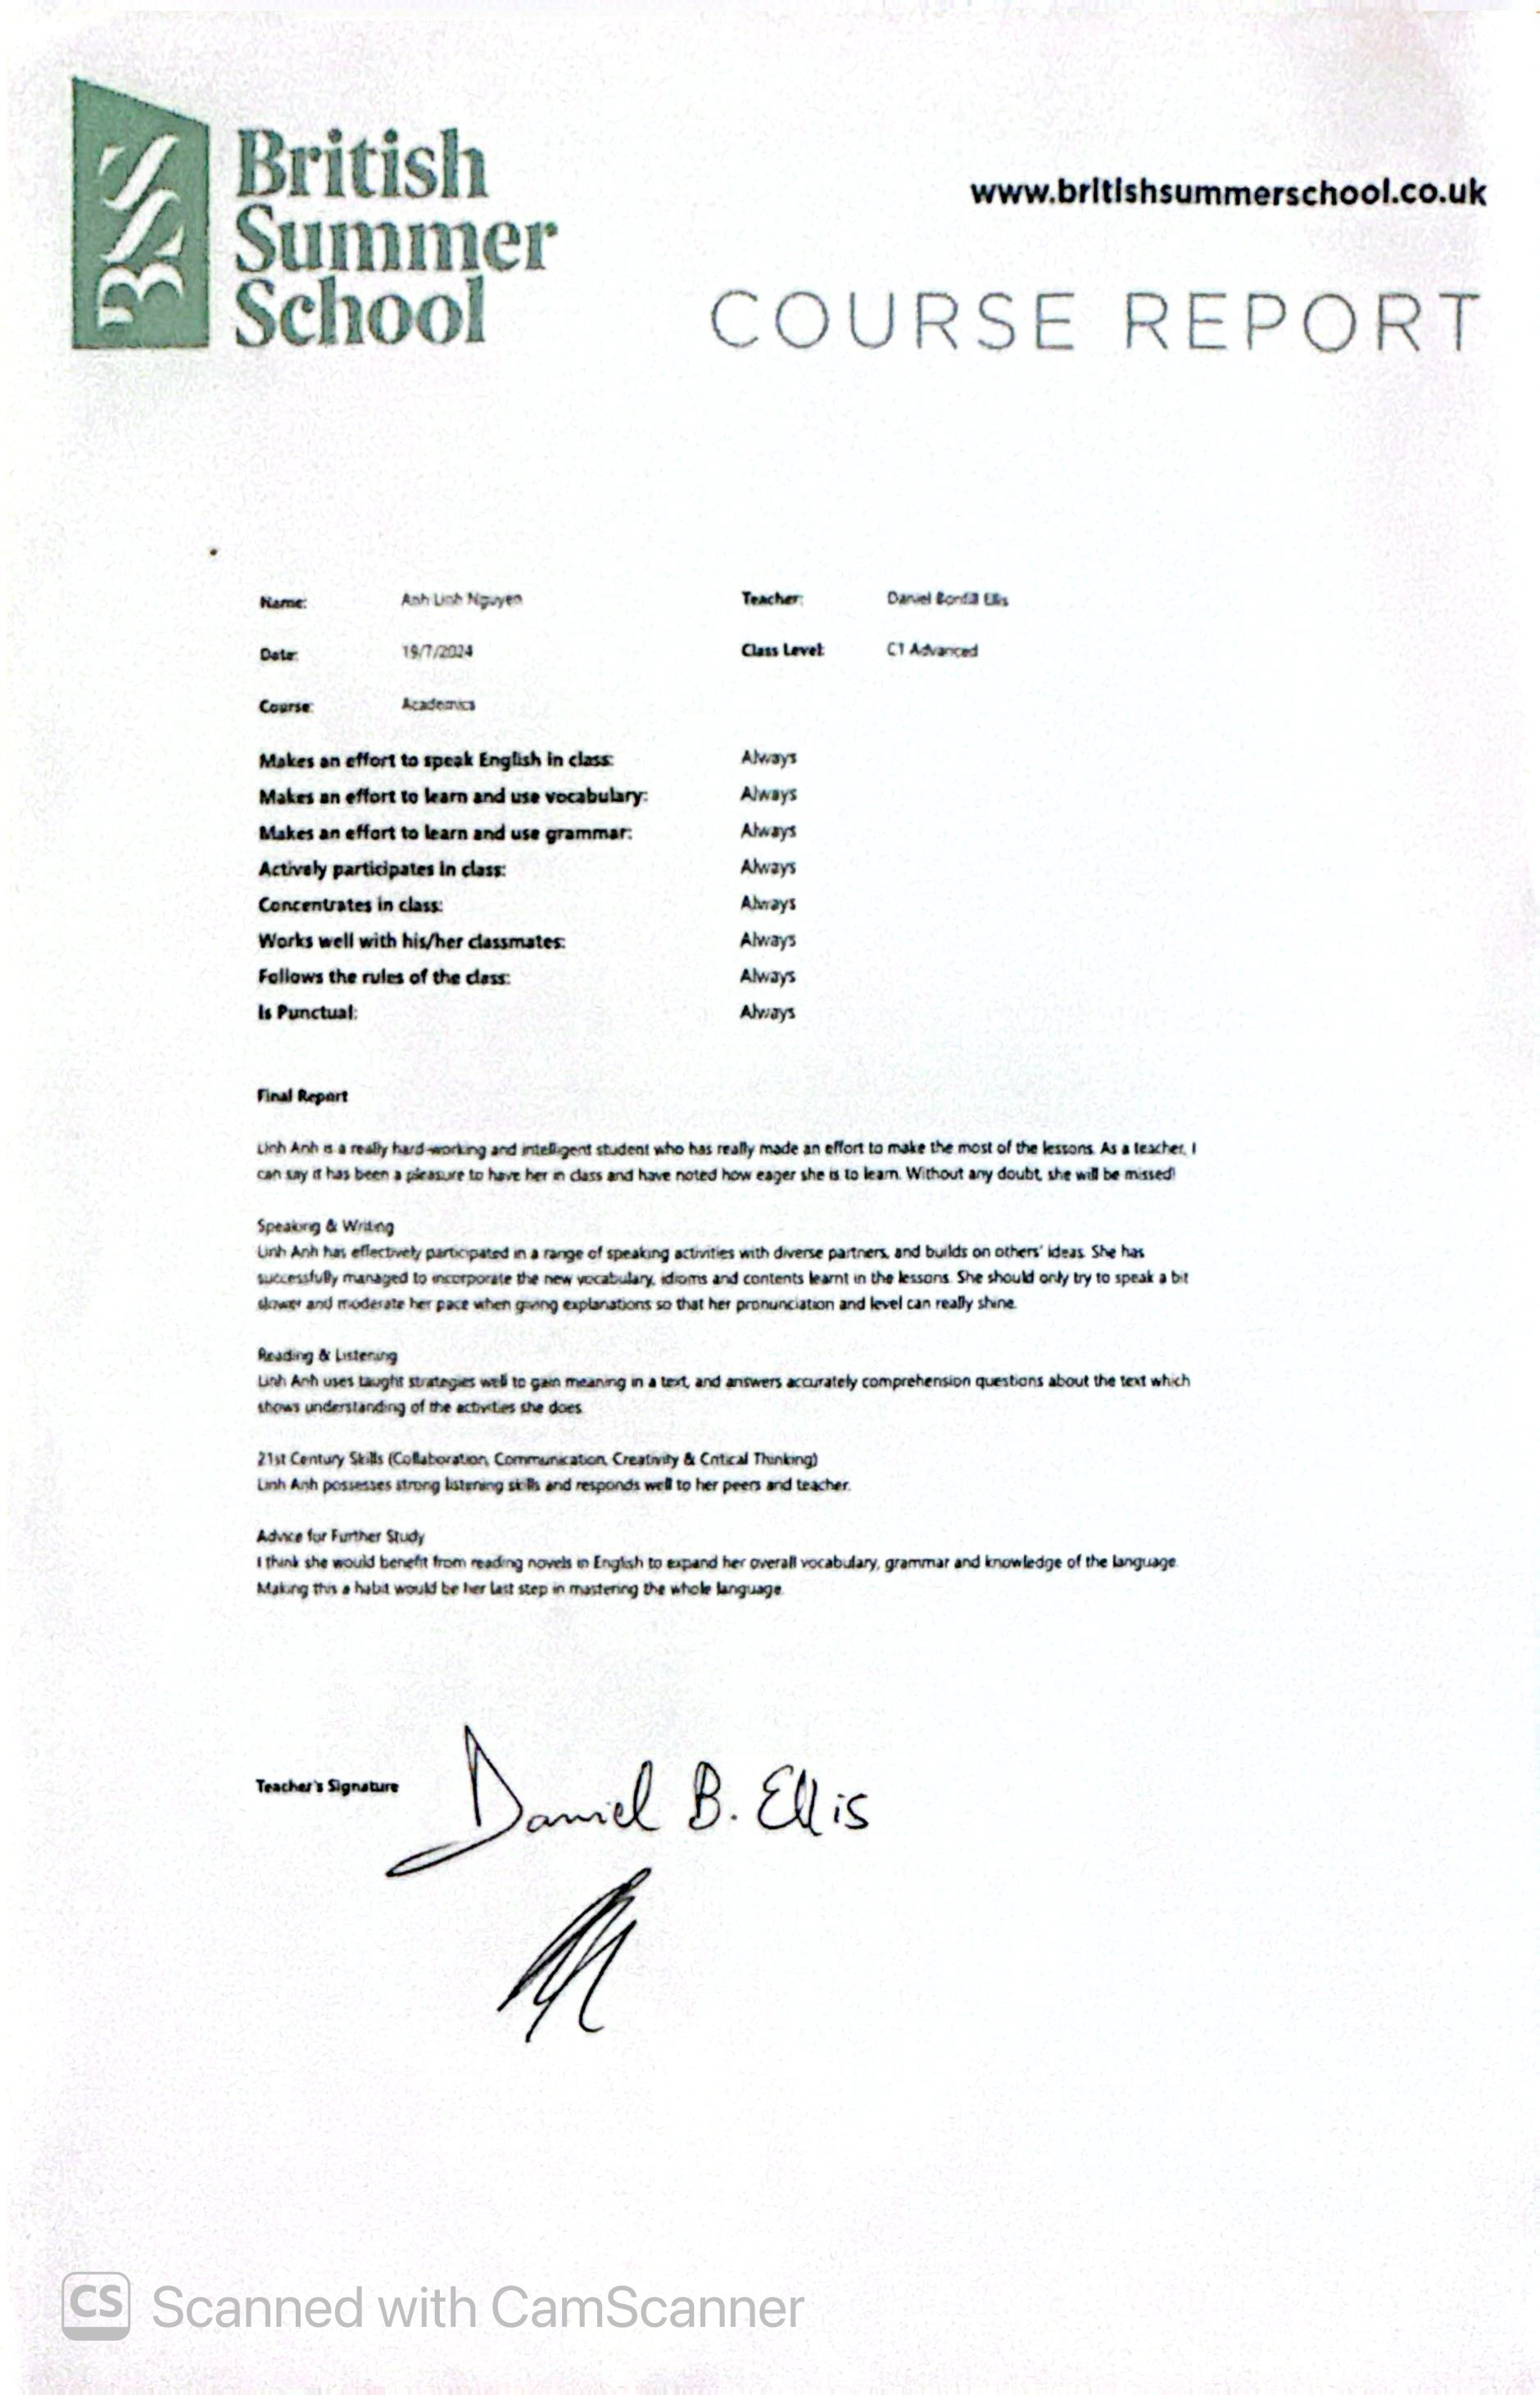 BSS
British
Summer
School
www.britishsummerschool.co.uk
COURSE REPORT
Name: Anh Linh Nguyen Teacher: Daniel Bonfill Ellis
Date: 19/7/2024 Class Level: C1 Advanced
Course: Academics
Makes an effort to speak English in class: Always
Makes an effort to learn and use vocabulary: Always
Makes an effort to learn and use grammar: Always
Actively participates in class: Always
Concentrates in class: Always
Works well with his/her classmates: Always
Follows the rules of the class: Always
Is Punctual: Always
Final Report
Linh Anh is a really hard-working and intelligent student who has really made an effort to make the most of the lessons. As a teacher, I
can say it has been a pleasure to have her in class and have noted how eager she is to learn. Without any doubt, she will be missed!
Speaking & Writing
Linh Anh has effectively participated in a range of speaking activities with diverse partners, and builds on others' ideas. She has
successfully managed to incorporate the new vocabulary, idioms and contents learnt in the lessons. She should only try to speak a bit
slower and moderate her pace when giving explanations so that her pronunciation and level can really shine.
Reading & Listening
Linh Anh uses taught strategies well to gain meaning in a text, and answers accurately comprehension questions about the text which
shows understanding of the activities she does.
21st Century Skills (Collaboration, Communication, Creativity & Critical Thinking)
Linh Anh possesses strong listening skills and responds well to her peers and teacher.
Advice for Further Study
I think she would benefit from reading novels in English to expand her overall vocabulary, grammar and knowledge of the language.
Making this a habit would be her last step in mastering the whole language.
Teacher's Signature Daniel B. Ellis
CS Scanned with CamScanner